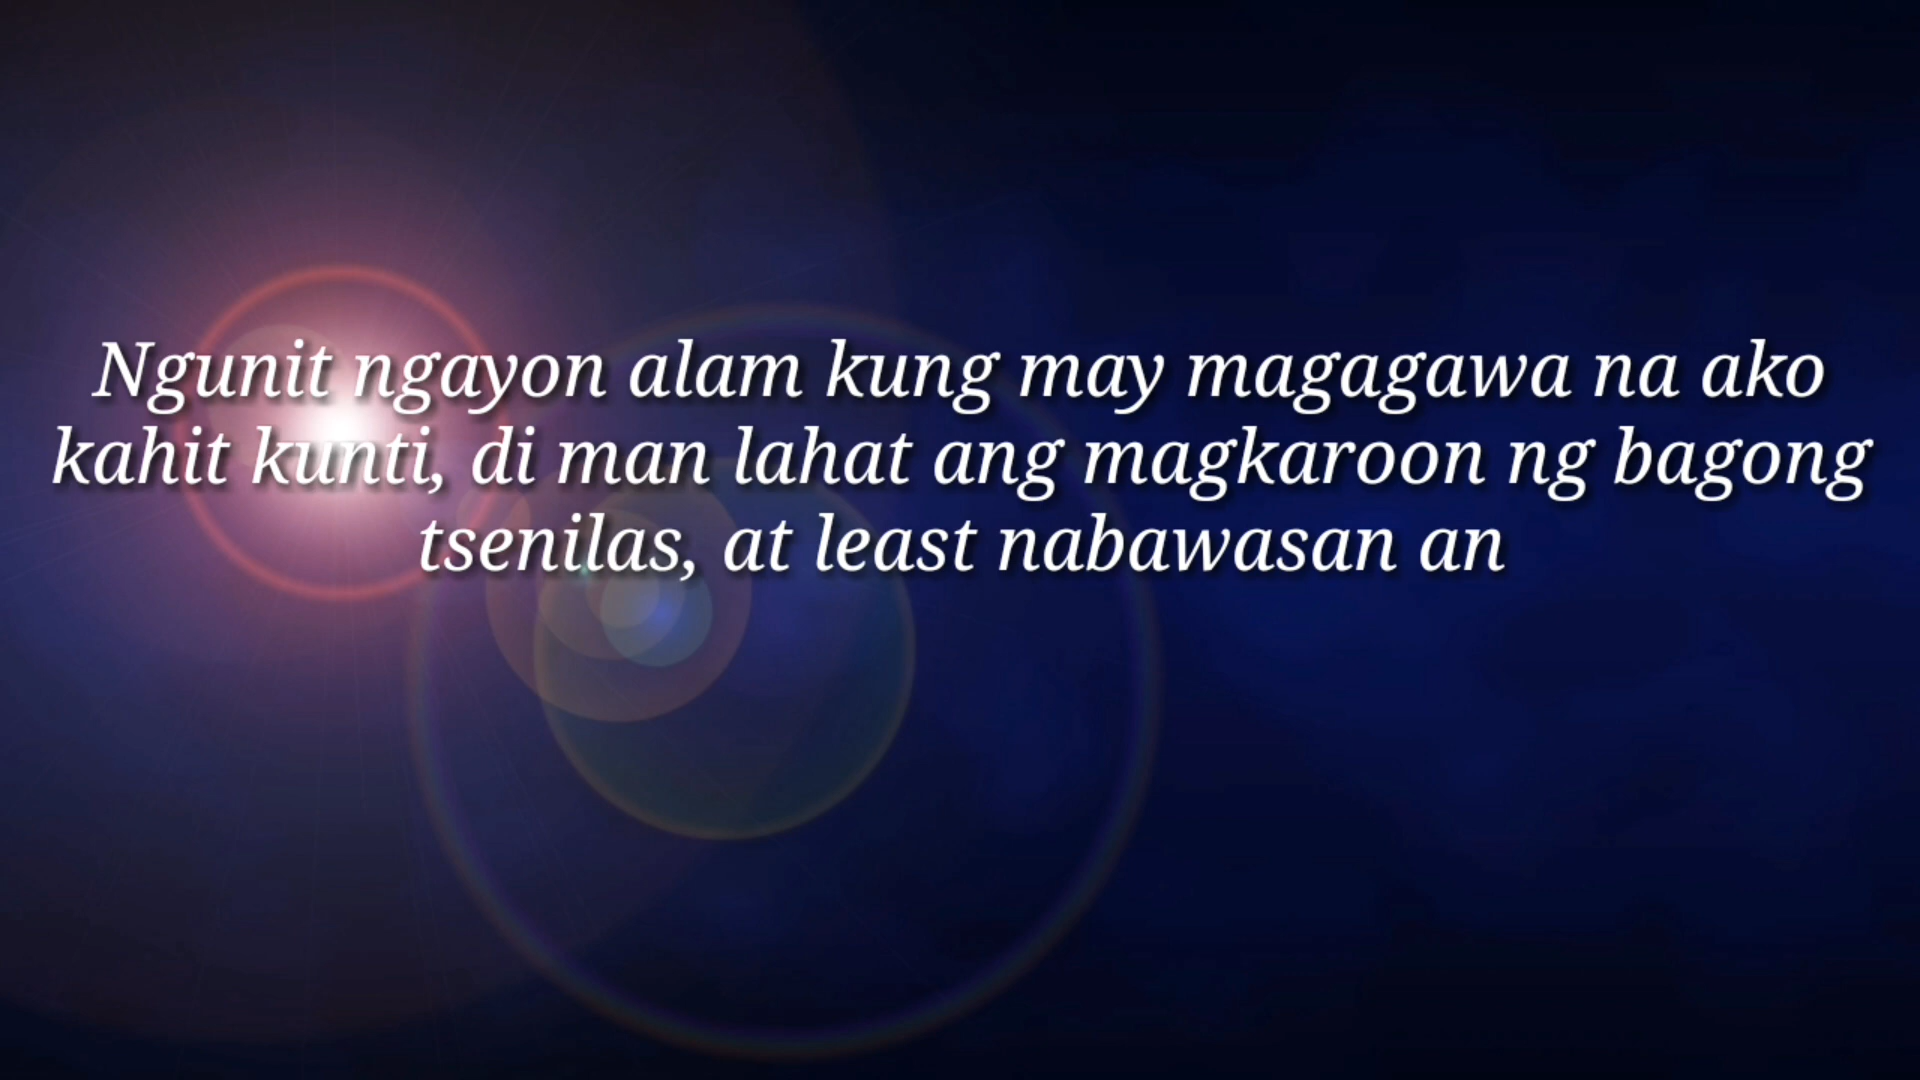 Ngunit ngayon alam kung may magagawa na ako
kahit kunti, di man lahat ang magkaroon ng bagong
tsenilas, at least nabawasan an